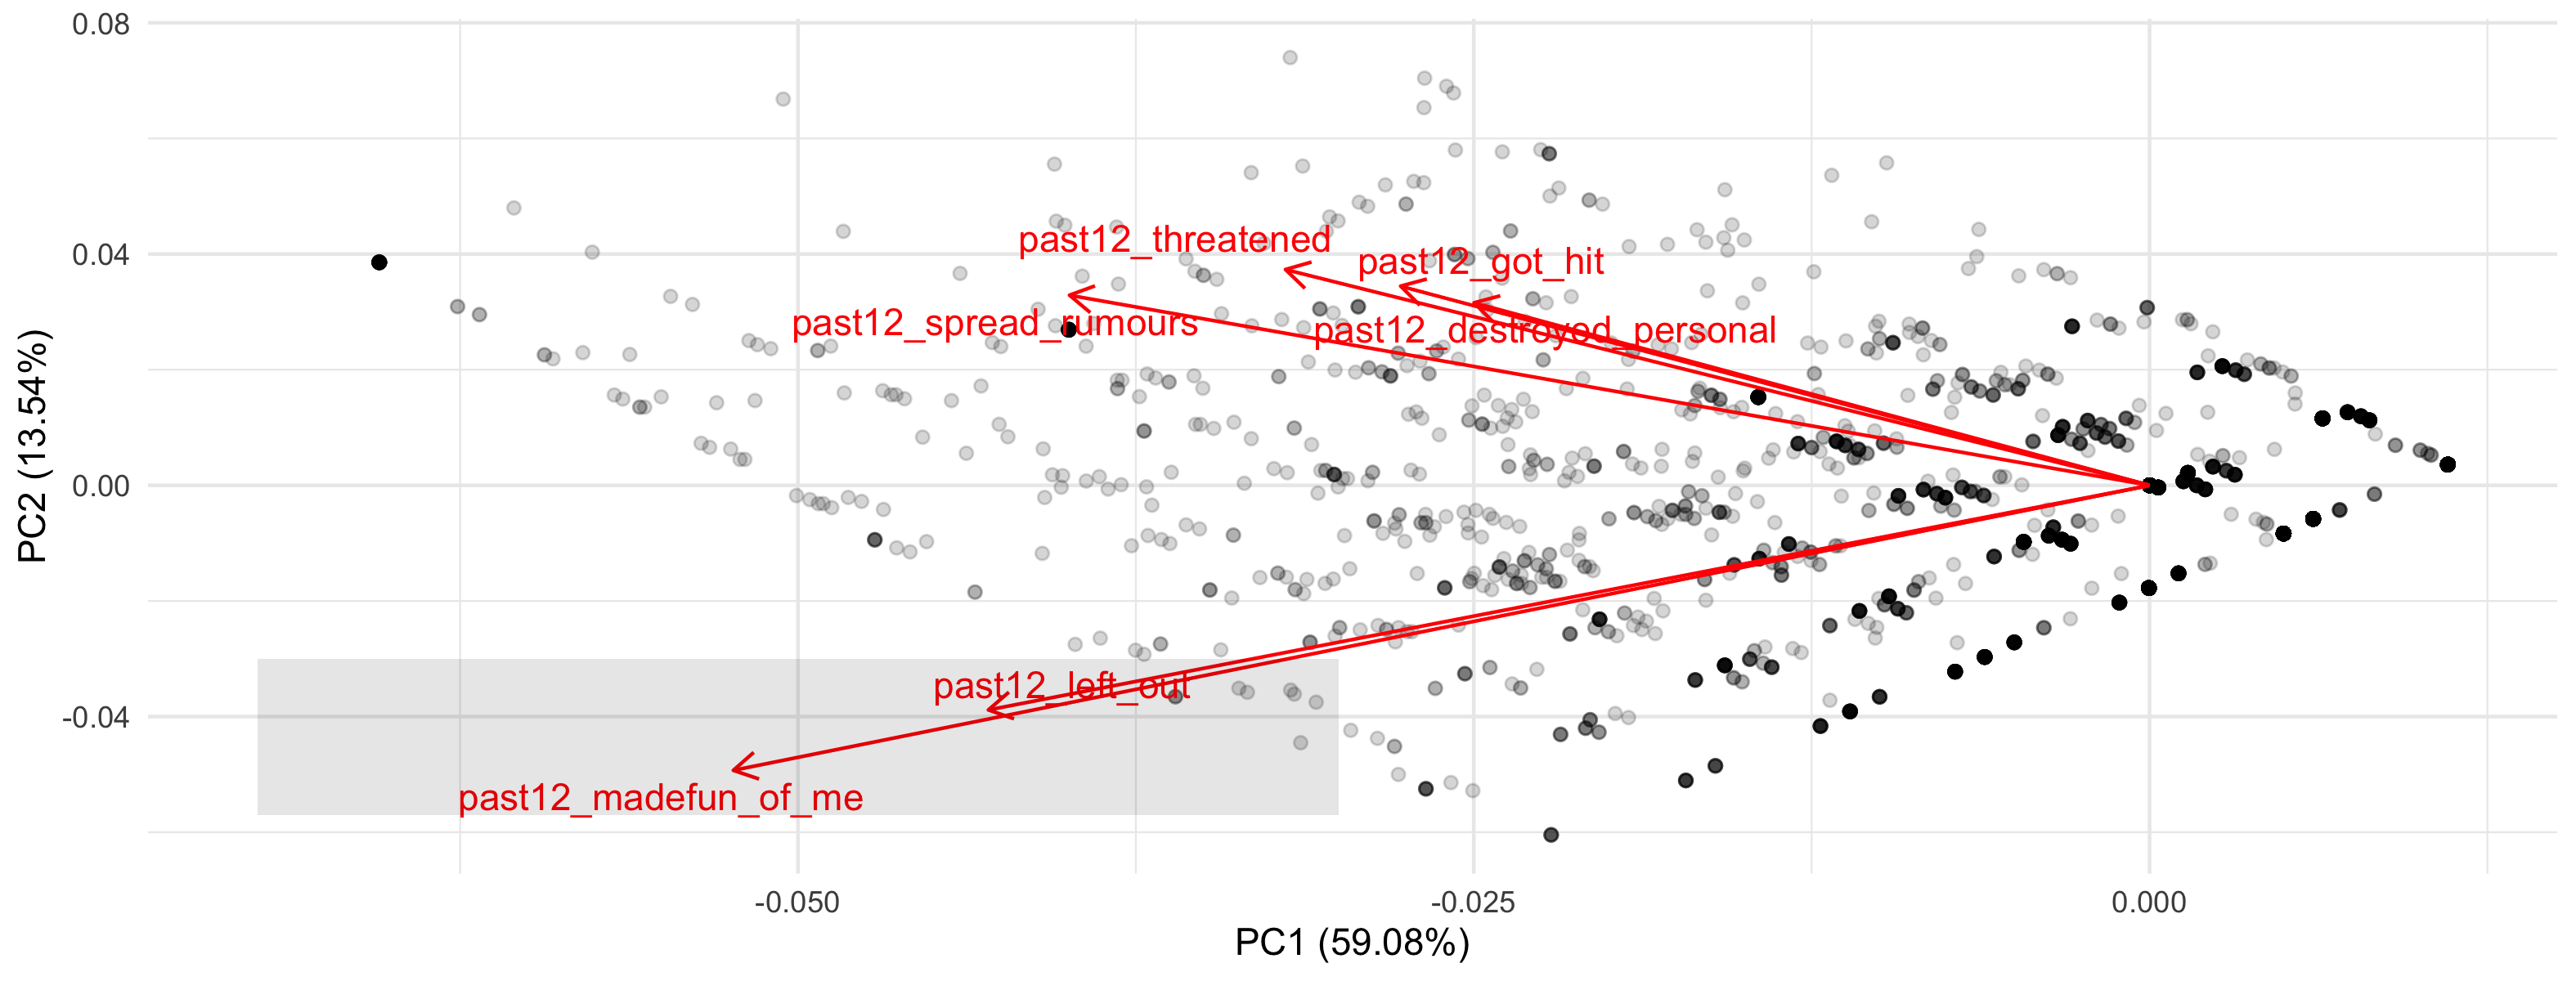 0.08
0.04
0.00
-0.04
PC2 (13.54%)
past12_threatened
past12_got_hit
past12_spread_rumours
past12_destroyed_personal
past12_left_out
past12_madefun_of_me
-0.050
-0.025
0.000
PC1 (59.08%)